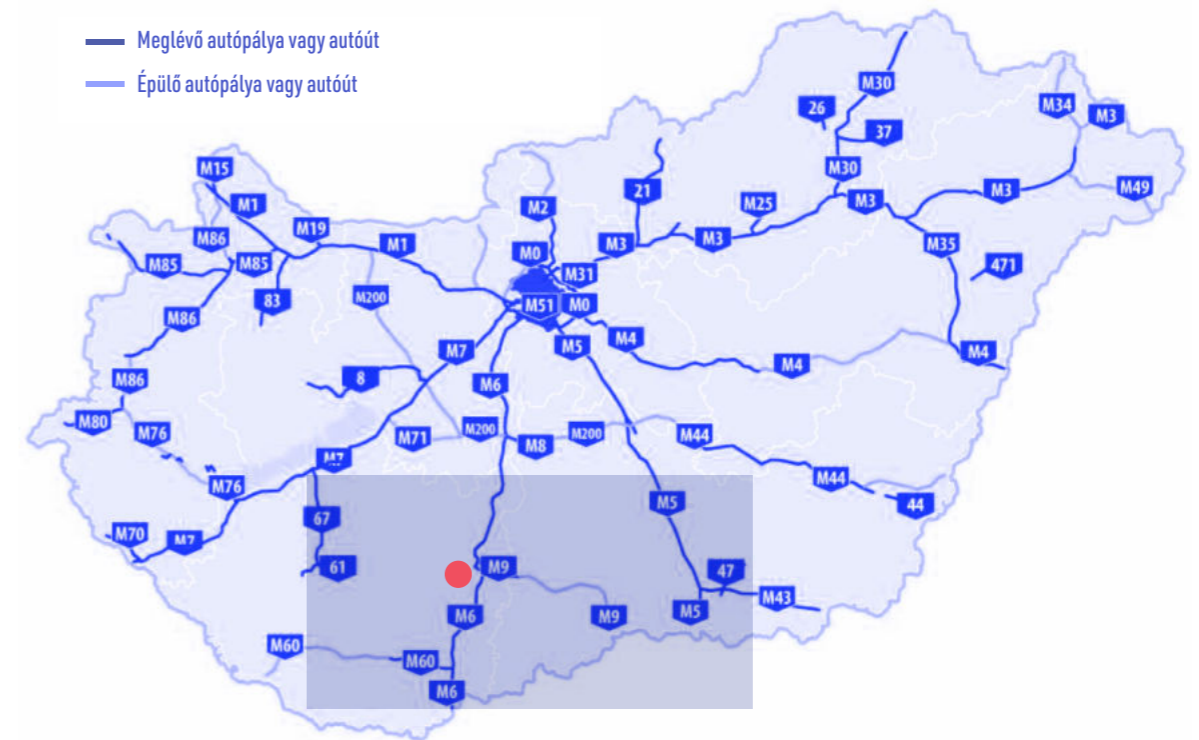 Meglévő autópálya vagy autóút
Épülő autópálya vagy autóút
M30
26
37
M34
M3
M15
M30
M1
21
M25
M3
M3
M49
M2
M86
M19
M1
M0
M3
M3
M35
M85
M85
M31
471
83
M200
M51
M0
M86
M5
M4
M7
M4
M4
M86
8
M6
M80
M76
M71
M200
M8
M200
M44
M7
M76
M44
44
67
M5
M70
M7
61
M9
47
M43
M6
M9
M5
M60
M60
M6